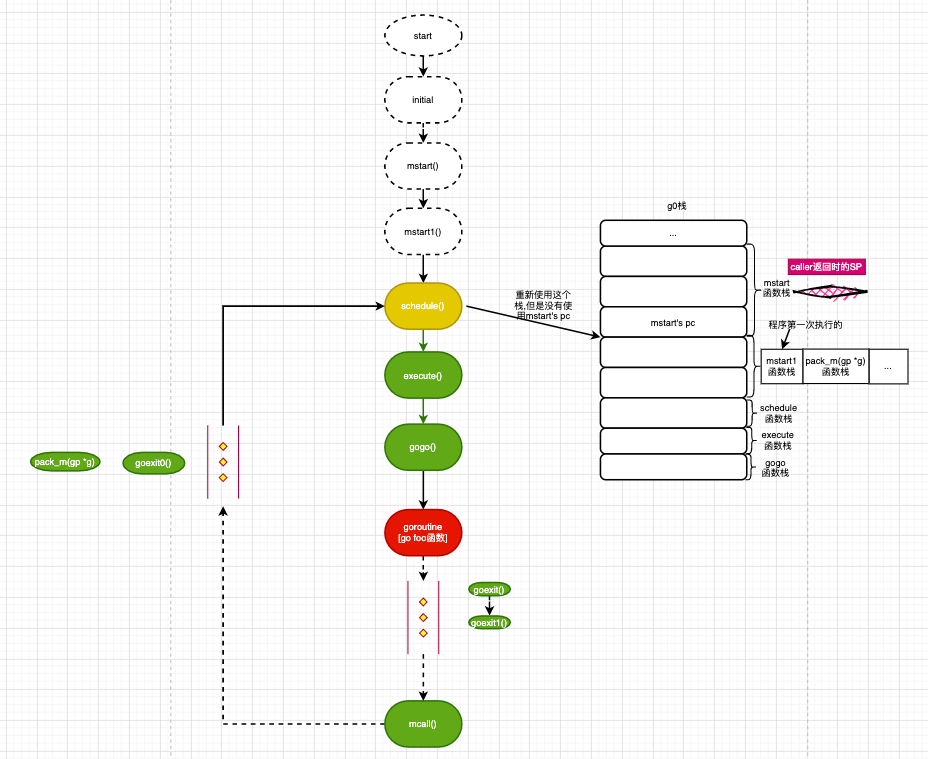 start
initial
mstart()
mstart1()
g0栈
...
caller返回时的SP
mstart
函数栈
schedule()
重新使用这个
栈,但是没有使
用mstart's pc
mstart's pc
程序第一次执行的
mstart1
函数栈
pack_m(gp *g)
函数栈
...
execute()
schedule
函数栈
execute
函数栈
gogo()
gogo
函数栈
pack_m(gp *g)
goexit0()
goroutine
[go foo函数]
goexit()
goexit1()
mcall()